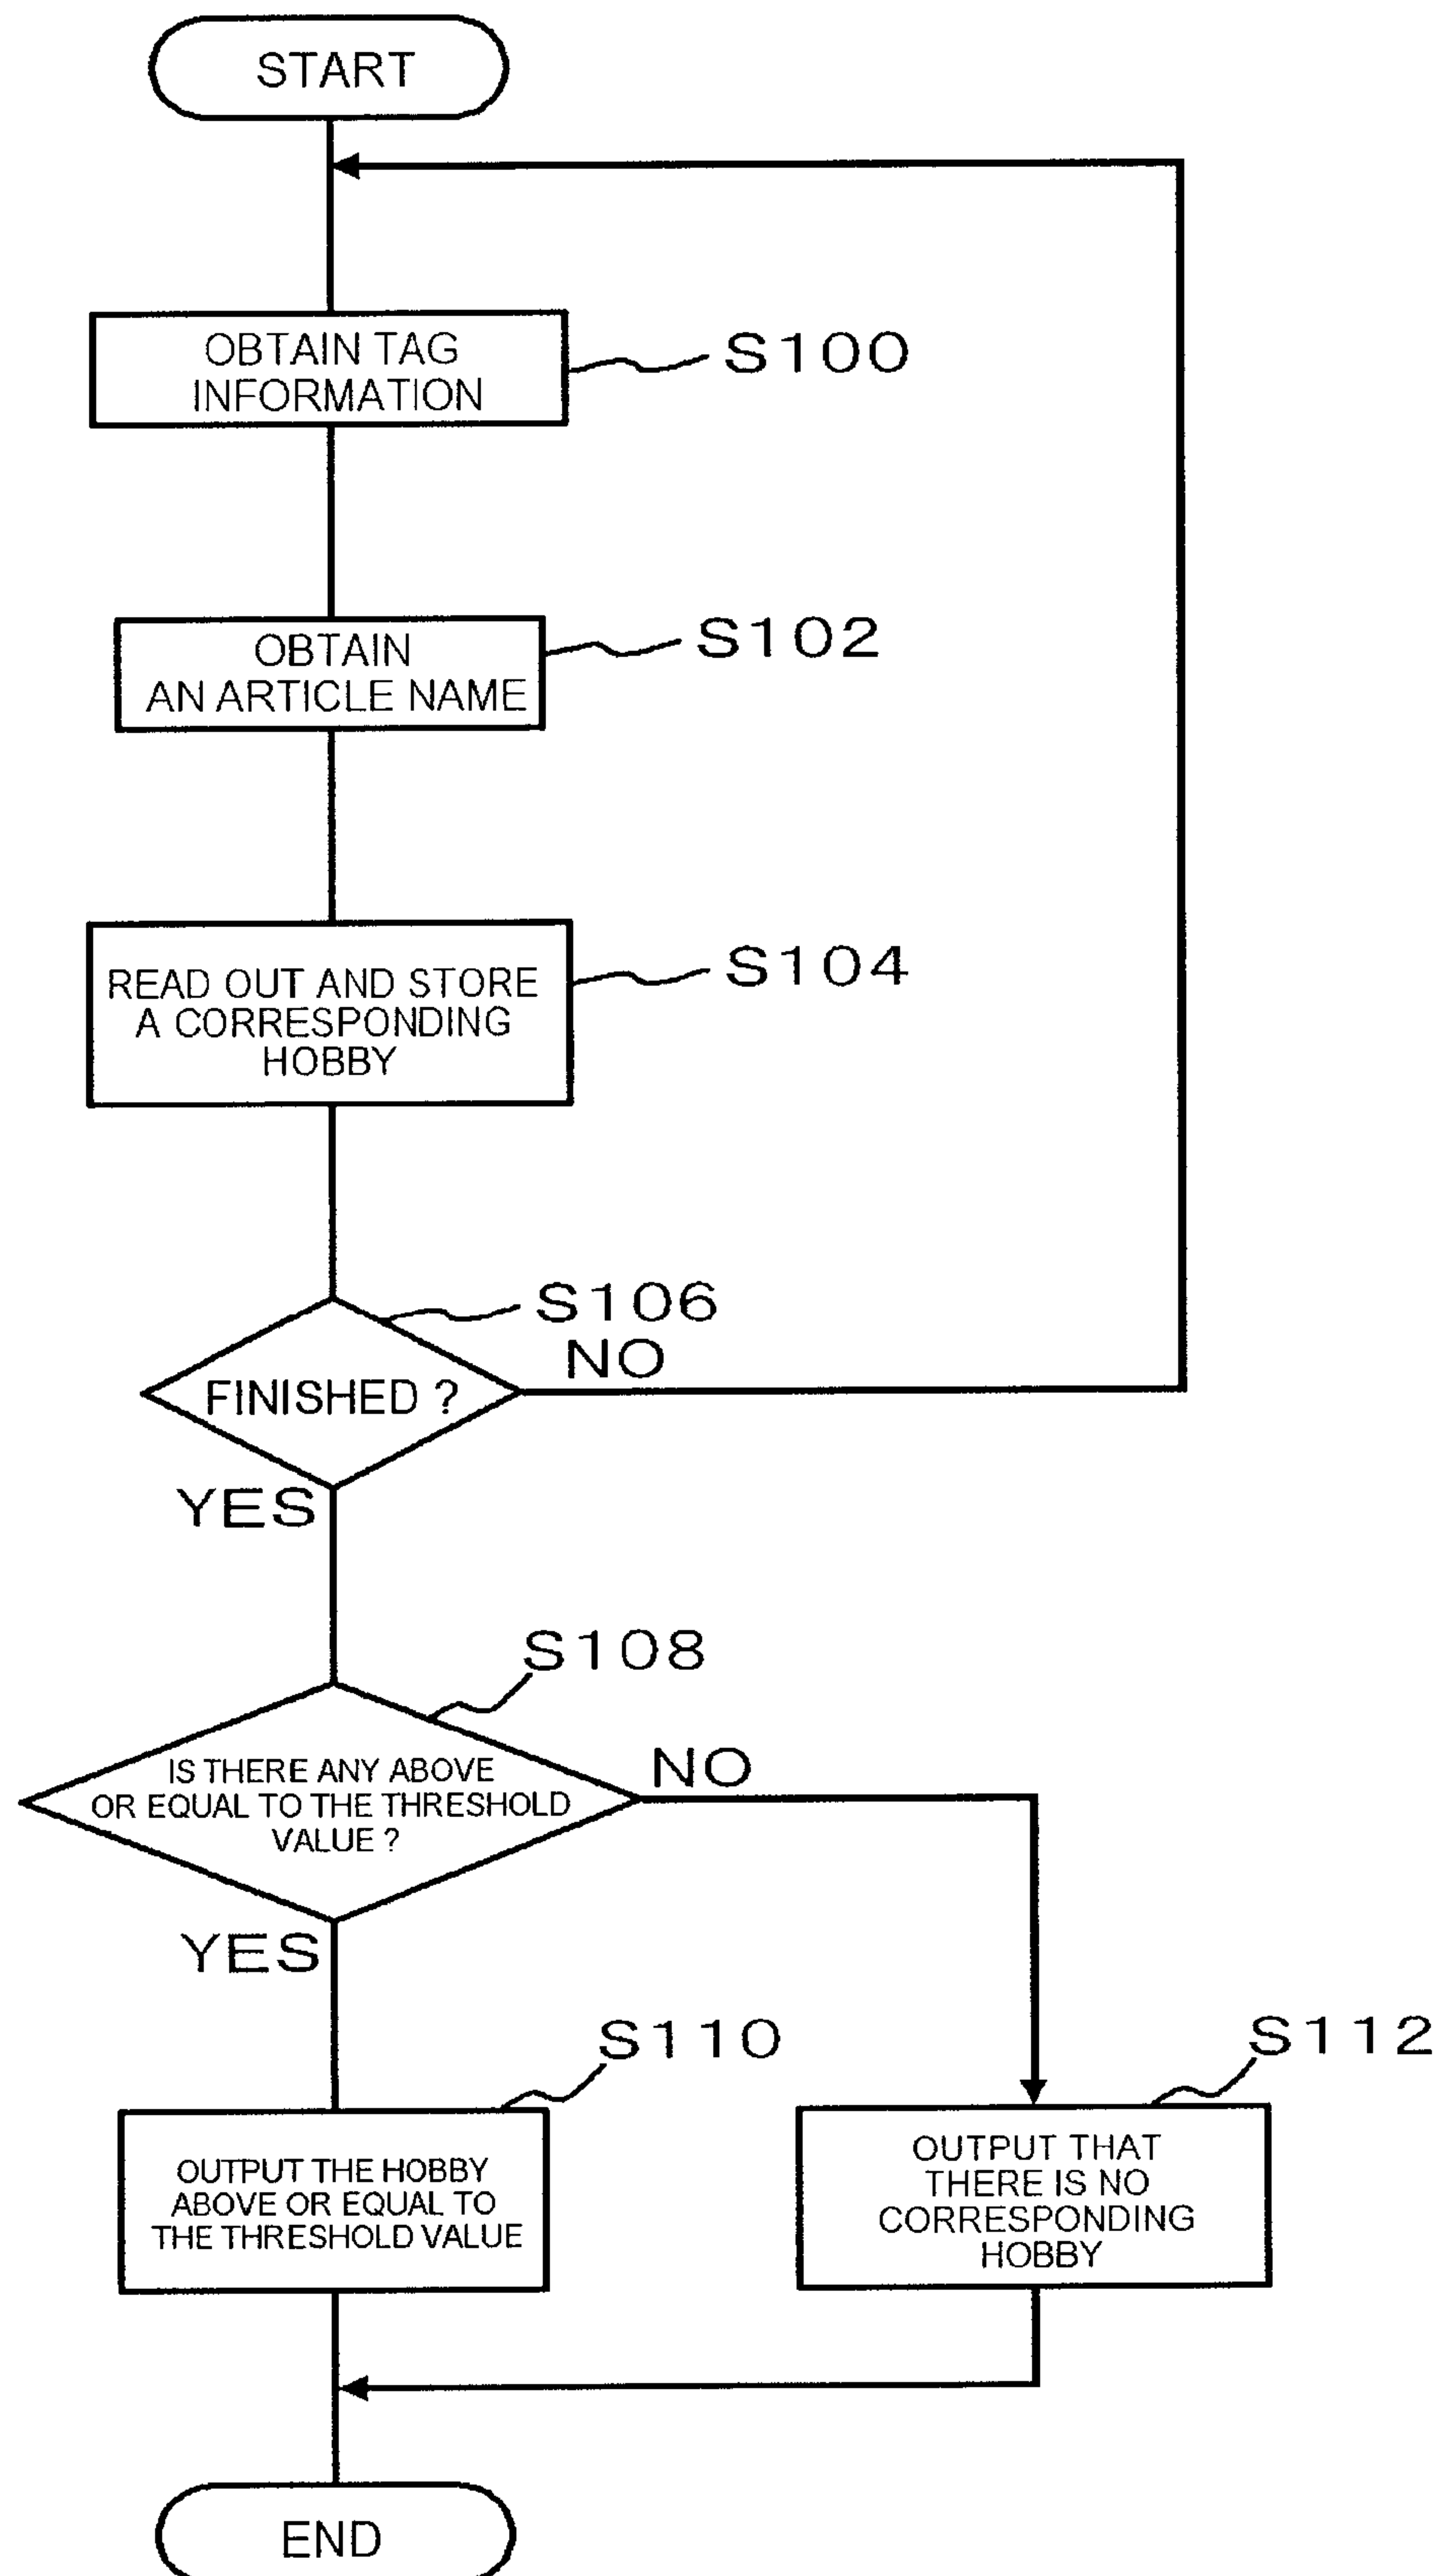 START
OBTAIN TAG
INFORMATION
S100
OBTAIN
AN ARTICLE NAME
S102
READ OUT AND STORE
A CORRESPONDING
HOBBY
S104
S106
NO
FINISHED ?
YES
S108
IS THERE ANY ABOVE
OR EQUAL TO THE THRESHOLD
VALUE ?
NO
YES
S110
OUTPUT THE HOBBY
ABOVE OR EQUAL TO
THE THRESHOLD VALUE
S112
OUTPUT THAT
THERE IS NO
CORRESPONDING
HOBBY
END